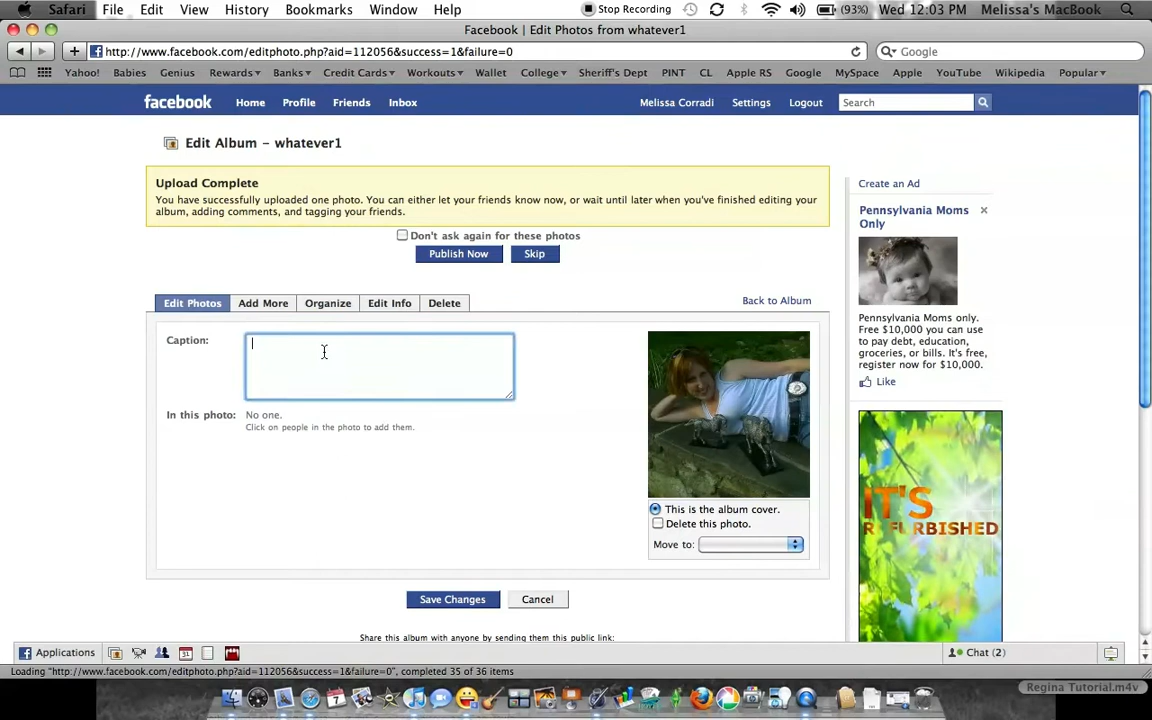 Safari File Edit View History Bookmarks Window Help Stop Recording (93%) Wed 12:03 PM Melissa's MacBook
Facebook | Edit Photos from whatever1
http://www.facebook.com/editphoto.php?aid=112056&success=1&failure=0 Google
Yahoo! Babies Genius Rewards Banks Credit Cards Workouts Wallet College Sheriff's Dept PINT CL Apple RS Google MySpace Apple YouTube Wikipedia Popular
facebook Home Profile Friends Inbox Melissa Corradi Settings Logout Search
Edit Album – whatever1
Upload Complete
You have successfully uploaded one photo. You can either let your friends know now, or wait until later when you've finished editing your
album, adding comments, and tagging your friends.
Don't ask again for these photos
Publish Now Skip
Edit Photos Add More Organize Edit Info Delete Back to Album
Caption:
In this photo: No one.
Click on people in the photo to add them.
This is the album cover.
Delete this photo.
Move to:
Save Changes Cancel
Share this album with anyone by sending them this public link:
Create an Ad
Pennsylvania Moms
Only
Pennsylvania Moms only.
Free $10,000 you can use
to pay debt, education,
groceries, or bills. It's free,
register now for $10,000.
Like
IT'S
REFURBISHED
Applications 31 Chat (2)
Loading "http://www.facebook.com/editphoto.php?aid=112056&success=1&failure=0", completed 35 of 36 items
Regina Tutorial.m4v